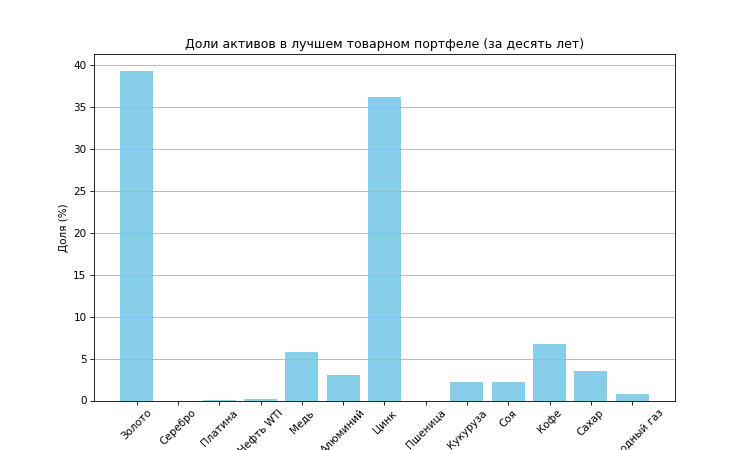 Доли активов в лучшем товарном портфеле (за десять лет)
Доля (%)
40
35
30
25
20
15
10
5
0
Золото
Серебро
Платина
Нефть WTI
Медь
Алюминий
Цинк
Пшеница
Кукуруза
Соя
Кофе
Сахар
газ